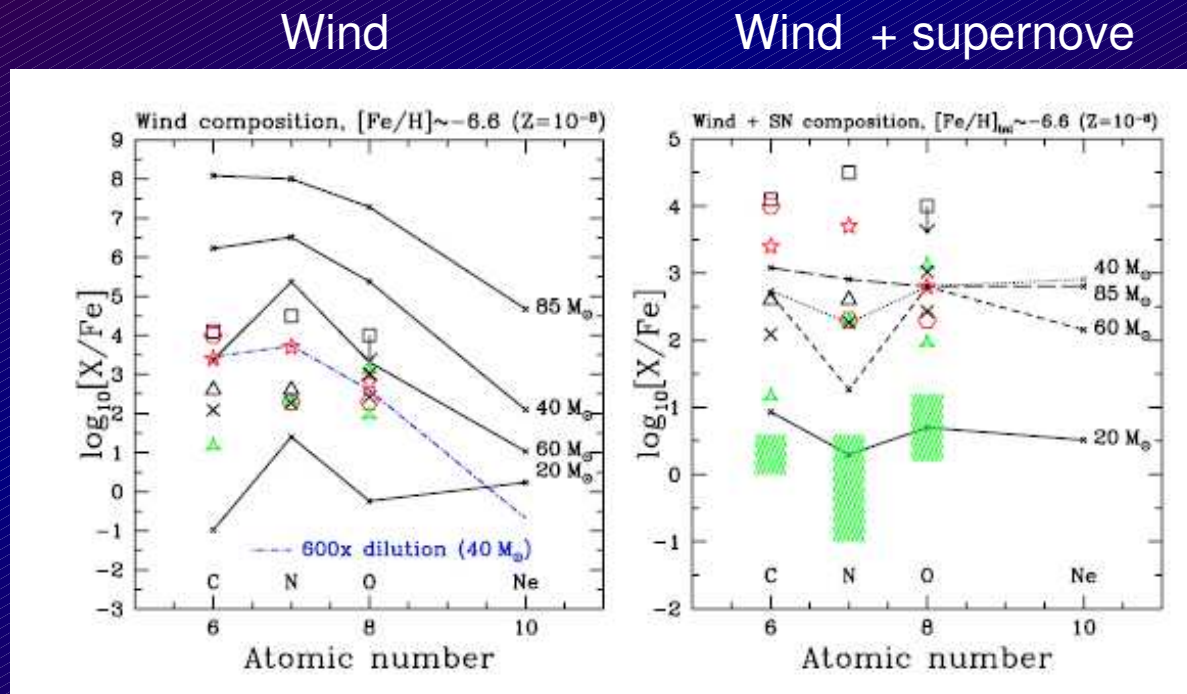 Wind
Wind + supernove
Wind composition, [Fe/H]~-6.6 (Z=10⁻⁸)
9
8
7
6
5
4
3
2
1
0
-1
-2
-3
log₁₀[X/Fe]
85 M⊙
40 M⊙
60 M⊙
20 M⊙
600x dilution (40 M⊙)
C N O Ne
6 8 10
Atomic number
Wind + SN composition, [Fe/H]ᵢₙᵢ~-6.6 (Z=10⁻⁸)
5
4
3
2
1
0
-1
-2
log₁₀[X/Fe]
40 M⊙
85 M⊙
60 M⊙
20 M⊙
C N O Ne
6 8 10
Atomic number